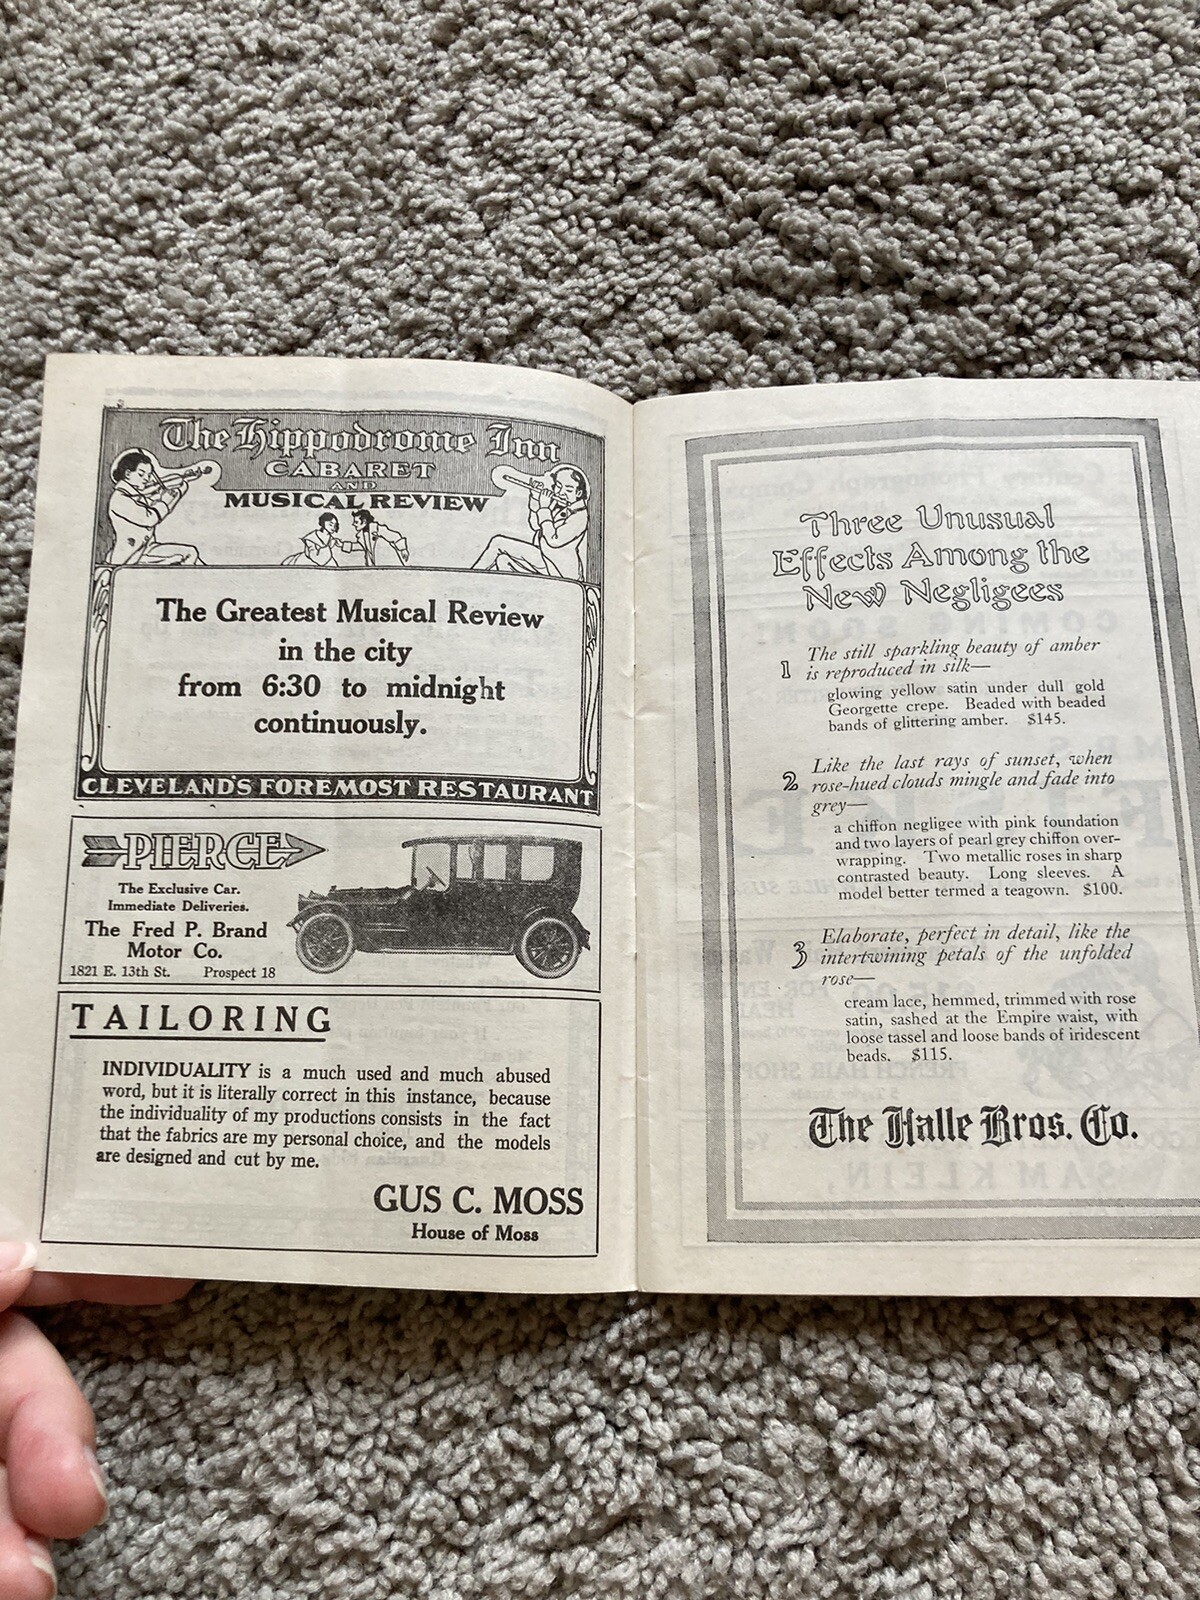 The Hippodrome Inn
CABARET
AND
MUSICAL REVIEW
The Greatest Musical Review
in the city
from 6:30 to midnight
continuously.
CLEVELAND'S FOREMOST RESTAURANT
PIERCE
The Exclusive Car.
Immediate Deliveries.
The Fred P. Brand
Motor Co.
1821 E. 13th St. Prospect 18
TAILORING
INDIVIDUALITY is a much used and much abused
word, but it is literally correct in this instance, because
the individuality of my productions consists in the fact
that the fabrics are my personal choice, and the models
are designed and cut by me.
GUS C. MOSS
House of Moss
Three Unusual
Effects Among the
New Negligees
1 The still sparkling beauty of amber
is reproduced in silk—
glowing yellow satin under dull gold
Georgette crepe. Beaded with beaded
bands of glittering amber. $145.
2 Like the last rays of sunset, when
rose-hued clouds mingle and fade into
grey—
a chiffon negligee with pink foundation
and two layers of pearl grey chiffon over-
wrapping. Two metallic roses in sharp
contrasted beauty. Long sleeves. A
model better termed a teagown. $100.
3 Elaborate, perfect in detail, like the
intertwining petals of the unfolded
rose—
cream lace, hemmed, trimmed with rose
satin, sashed at the Empire waist, with
loose tassel and loose bands of iridescent
beads. $115.
The Halle Bros. Co.